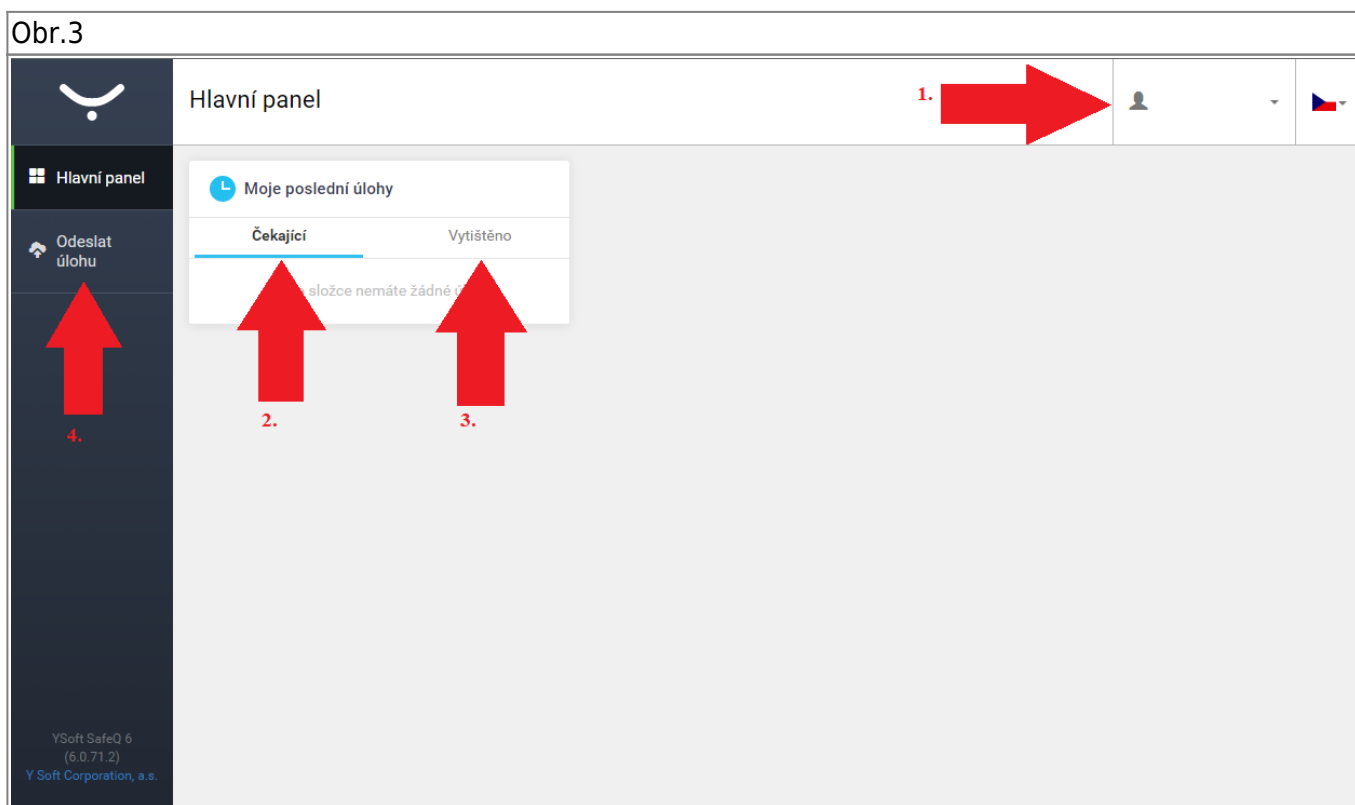 Obr.3
Hlavní panel
1.
Hlavní panel
Moje poslední úlohy
Odeslat
úlohu
Čekající
Vytištěno
složce nemáte žádné
2.
3.
4.
YSoft SafeQ 6
(6.0.71.2)
Y Soft Corporation, a.s.